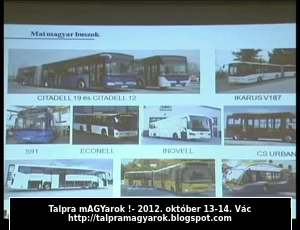 Mai magyar buszok
CITADELL 19 és CITADELL 12
IKARUS V187
S91
ECONELL
INOVELL
CS URBAN
Talpra mAGYarok !- 2012. október 13-14. Vác
http://talpramagyarok.blogspot.com